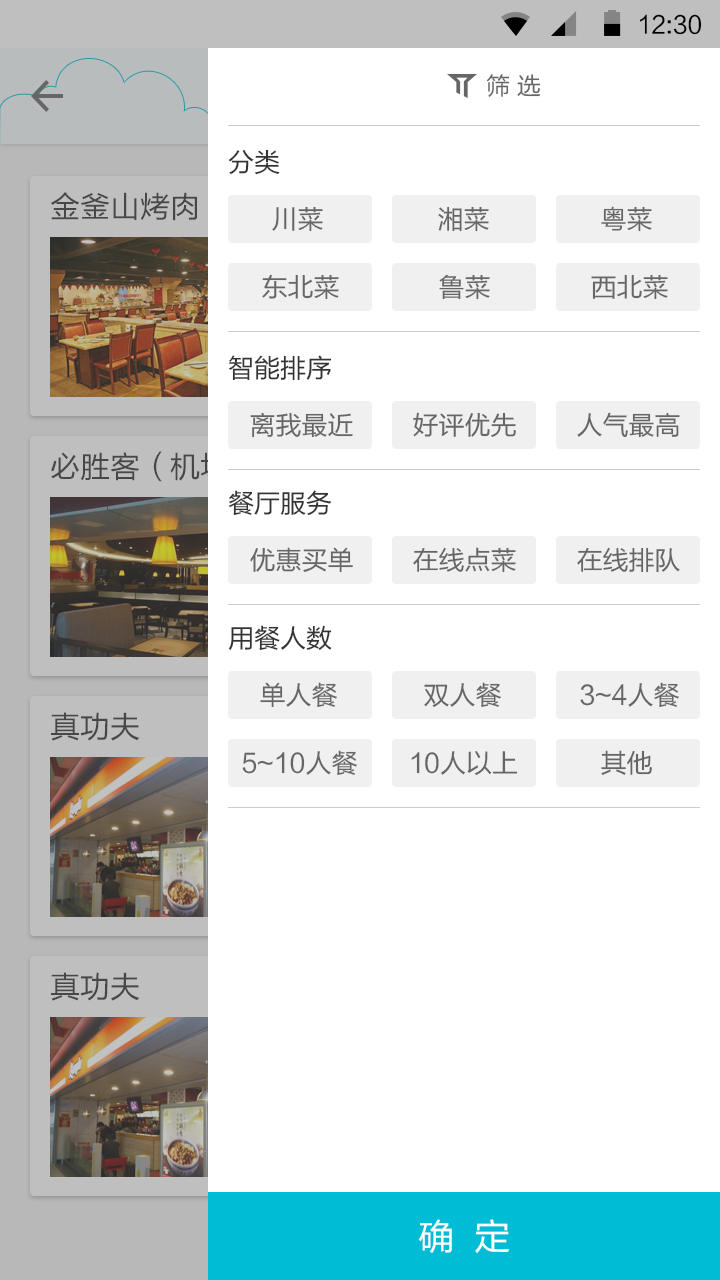 12:30
筛 选
分类
川菜 湘菜 粤菜
东北菜 鲁菜 西北菜
智能排序
离我最近 好评优先 人气最高
餐厅服务
优惠买单 在线点菜 在线排队
用餐人数
单人餐 双人餐 3~4人餐
5~10人餐 10人以上 其他
确 定
金釜山烤肉
必胜客（机
真功夫
真功夫